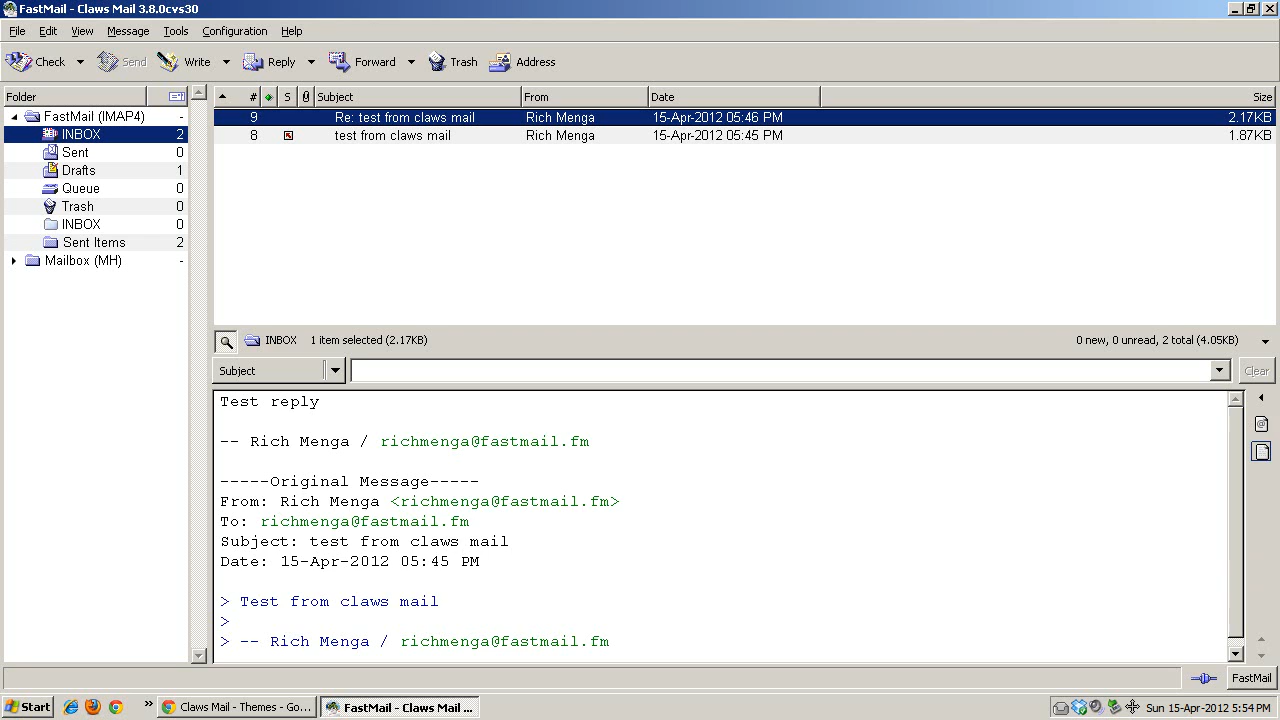 FastMail - Claws Mail 3.8.0cvs30
File Edit View Message Tools Configuration Help
Check Send Write Reply Forward Trash Address
Folder
FastMail (IMAP4) -
INBOX 2
Sent 0
Drafts 1
Queue 0
Trash 0
INBOX 0
Sent Items 2
Mailbox (MH) -
# S Subject From Date Size
9 Re: test from claws mail Rich Menga 15-Apr-2012 05:46 PM 2.17KB
8 test from claws mail Rich Menga 15-Apr-2012 05:45 PM 1.87KB
INBOX 1 item selected (2.17KB) 0 new, 0 unread, 2 total (4.05KB)
Subject Clear
Test reply
-- Rich Menga / richmenga@fastmail.fm
-----Original Message-----
From: Rich Menga <richmenga@fastmail.fm>
To: richmenga@fastmail.fm
Subject: test from claws mail
Date: 15-Apr-2012 05:45 PM
> Test from claws mail
>
> -- Rich Menga / richmenga@fastmail.fm
FastMail
Start » Claws Mail - Themes - Go... FastMail - Claws Mail ... Sun 15-Apr-2012 5:54 PM